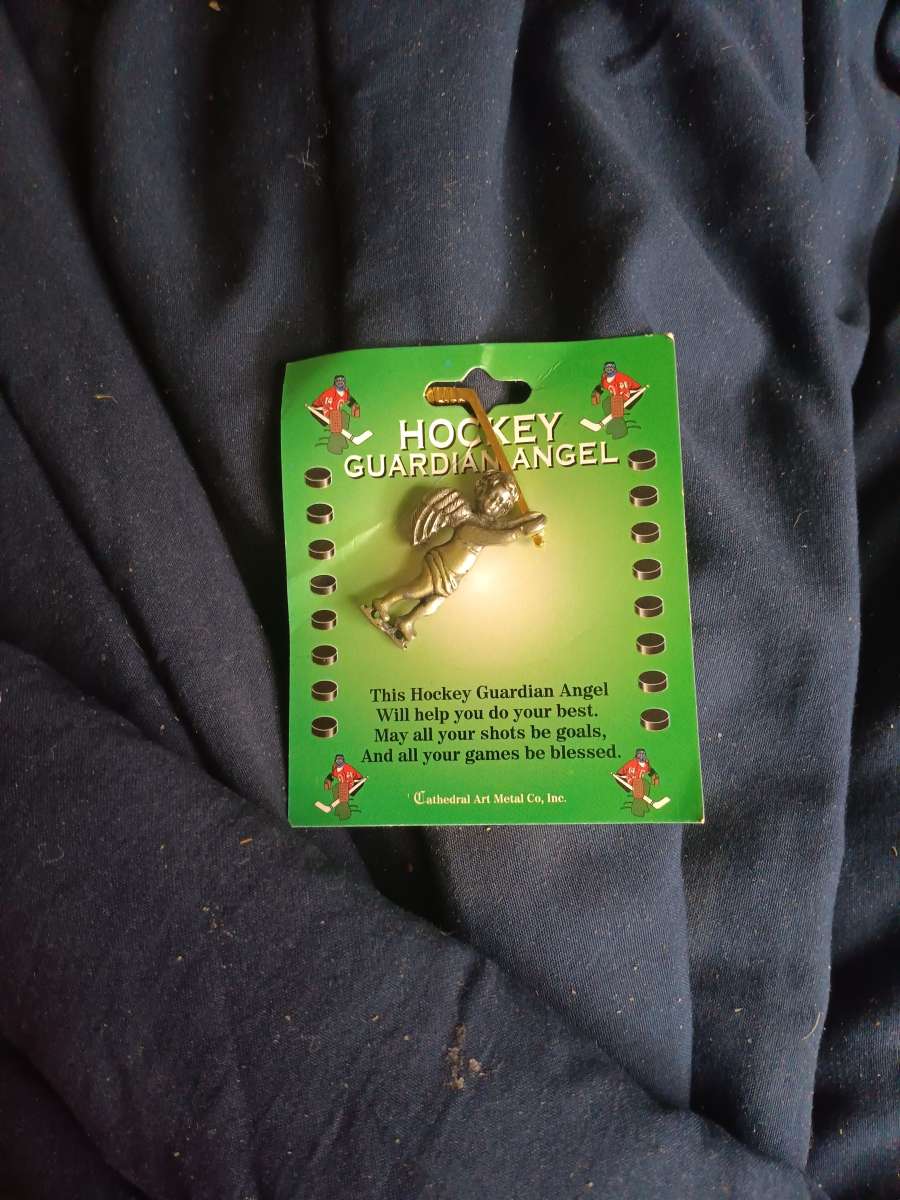 HOCKEY
GUARDIAN ANGEL
This Hockey Guardian Angel
Will help you do your best.
May all your shots be goals,
And all your games be blessed.
Cathedral Art Metal Co, Inc.